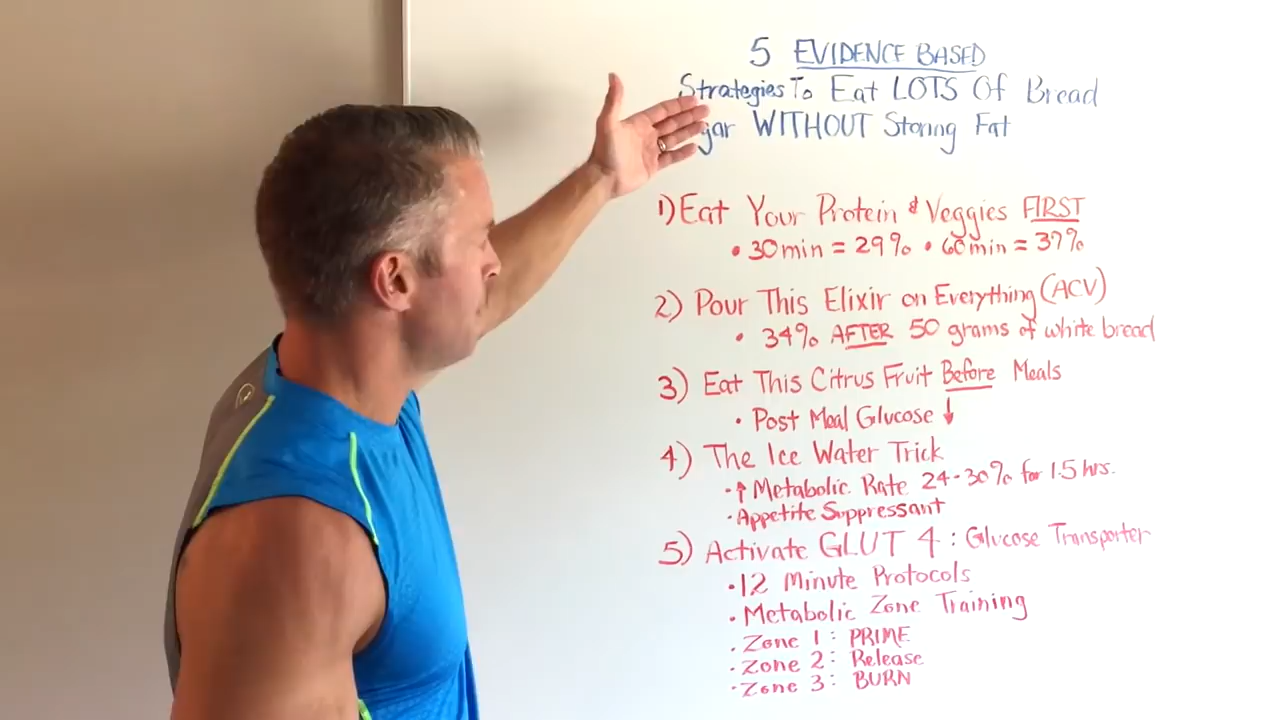 5 EVIDENCE BASED
Strategies To Eat LOTS Of Bread
gar WITHOUT Storing Fat
1) Eat Your Protein & Veggies FIRST
• 30min = 29% • 60min = 37%
2) Pour This Elixir on Everything (ACV)
• 34% AFTER 50 grams of white bread
3) Eat This Citrus Fruit Before Meals
• Post Meal Glucose ↓
4) The Ice Water Trick
• ↑ Metabolic Rate 24-30% for 1.5 hrs.
• Appetite Suppressant
5) Activate GLUT 4 : Glucose Transporter
• 12 Minute Protocols
• Metabolic Zone Training
• Zone 1 : PRIME
• Zone 2 : Release
• Zone 3 : BURN